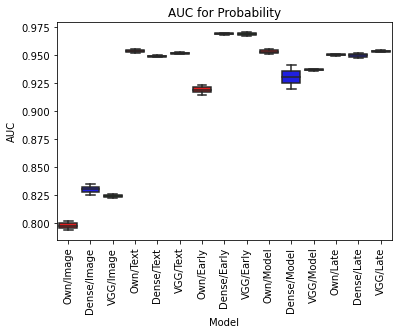 AUC for Probability
AUC
0.975
0.950
0.925
0.900
0.875
0.850
0.825
0.800
Own/Image
Dense/Image
VGG/Image
Own/Text
Dense/Text
VGG/Text
Own/Early
Dense/Early
VGG/Early
Own/Model
Dense/Model
VGG/Model
Own/Late
Dense/Late
VGG/Late
Model